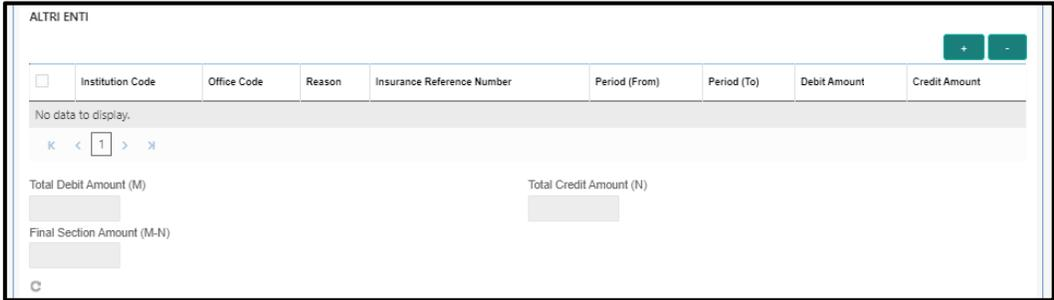 ALTRI ENTI
+ -
Institution Code Office Code Reason Insurance Reference Number Period (From) Period (To) Debit Amount Credit Amount
No data to display.
1
Total Debit Amount (M) Total Credit Amount (N)
Final Section Amount (M-N)